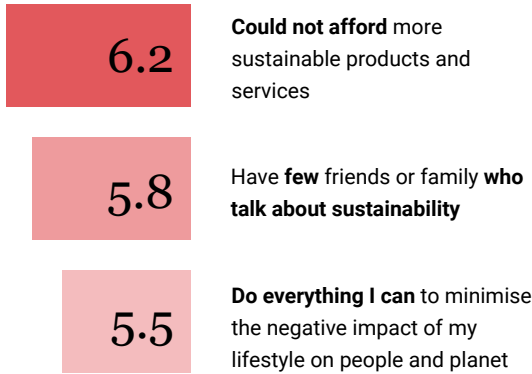 6.2
Could not afford more
sustainable products and
services
5.8
Have few friends or family who
talk about sustainability
5.5
Do everything I can to minimise
the negative impact of my
lifestyle on people and planet